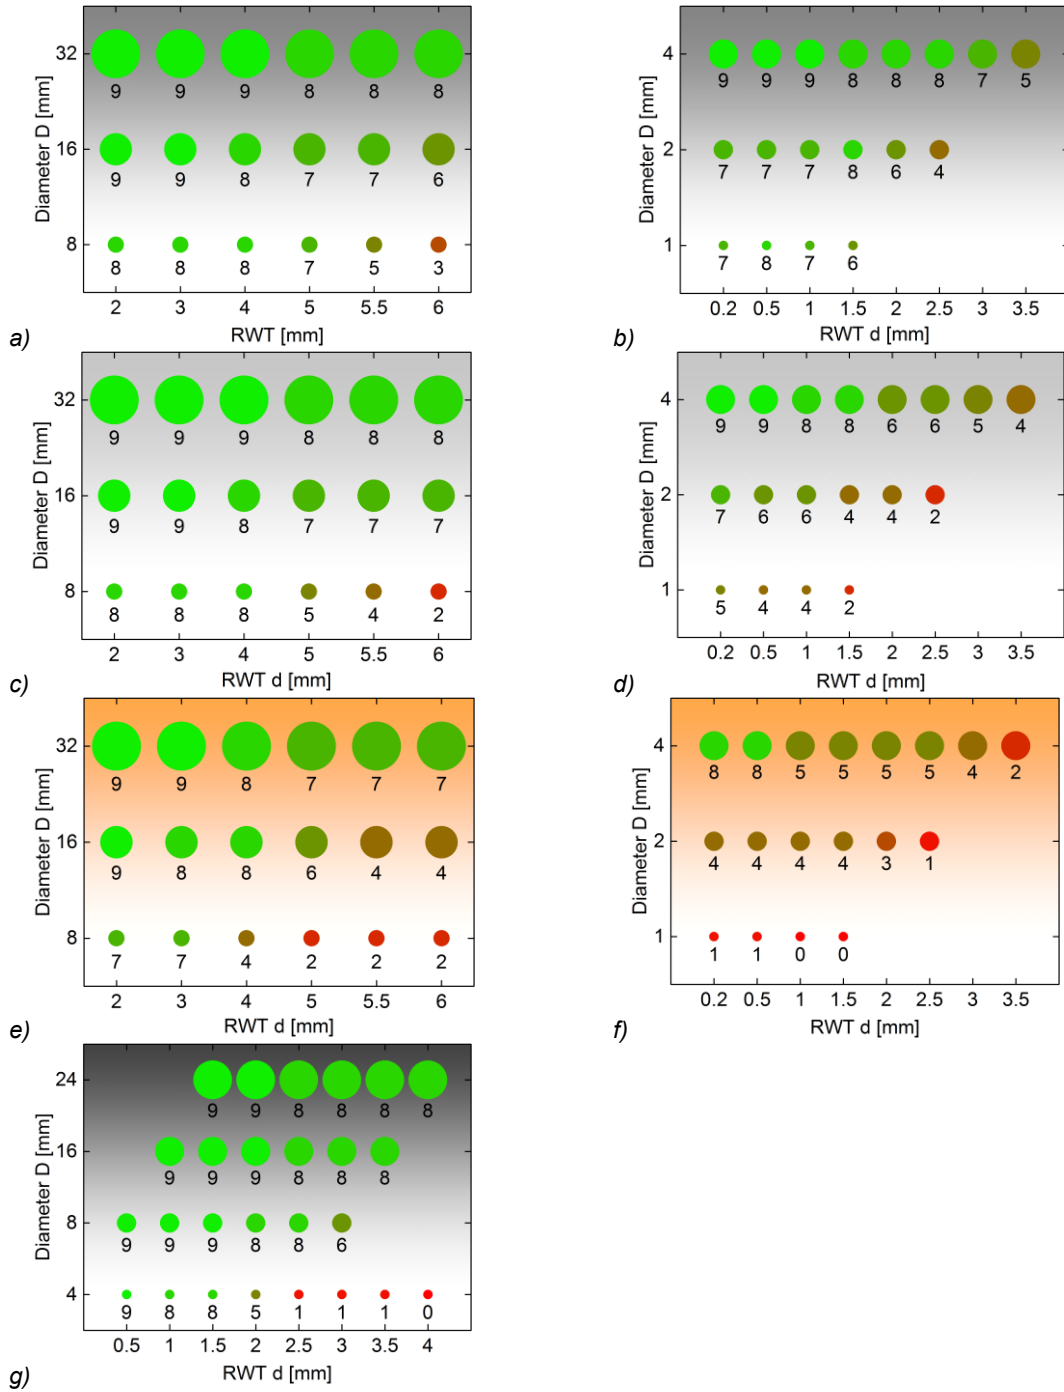 32
9 9 9 8 8 8
16
9 9 8 7 7 6
8
8 8 8 7 5 3
2 3 4 5 5.5 6
Diameter D [mm]
RWT [mm]
a)
4
9 9 9 8 8 8 7 5
2
7 7 7 8 6 4
1
7 8 7 6
0.2 0.5 1 1.5 2 2.5 3 3.5
Diameter D [mm]
RWT d [mm]
b)
32
9 9 9 8 8 8
16
9 9 8 7 7 7
8
8 8 8 5 4 2
2 3 4 5 5.5 6
Diameter D [mm]
RWT d [mm]
c)
4
9 9 8 8 6 6 5 4
2
7 6 6 4 4 2
1
5 4 4 2
0.2 0.5 1 1.5 2 2.5 3 3.5
Diameter D [mm]
RWT d [mm]
d)
32
9 9 8 7 7 7
16
9 8 8 6 4 4
8
7 7 4 2 2 2
2 3 4 5 5.5 6
Diameter D [mm]
RWT d [mm]
e)
4
8 8 5 5 5 5 4 2
2
4 4 4 4 3 1
1
1 1 0 0
0.2 0.5 1 1.5 2 2.5 3 3.5
Diameter D [mm]
RWT d [mm]
f)
24
9 9 8 8 8 8
16
9 9 9 8 8 8
8
9 9 9 8 8 6
4
9 8 8 5 1 1 1 0
0.5 1 1.5 2 2.5 3 3.5 4
Diameter D [mm]
RWT d [mm]
g)